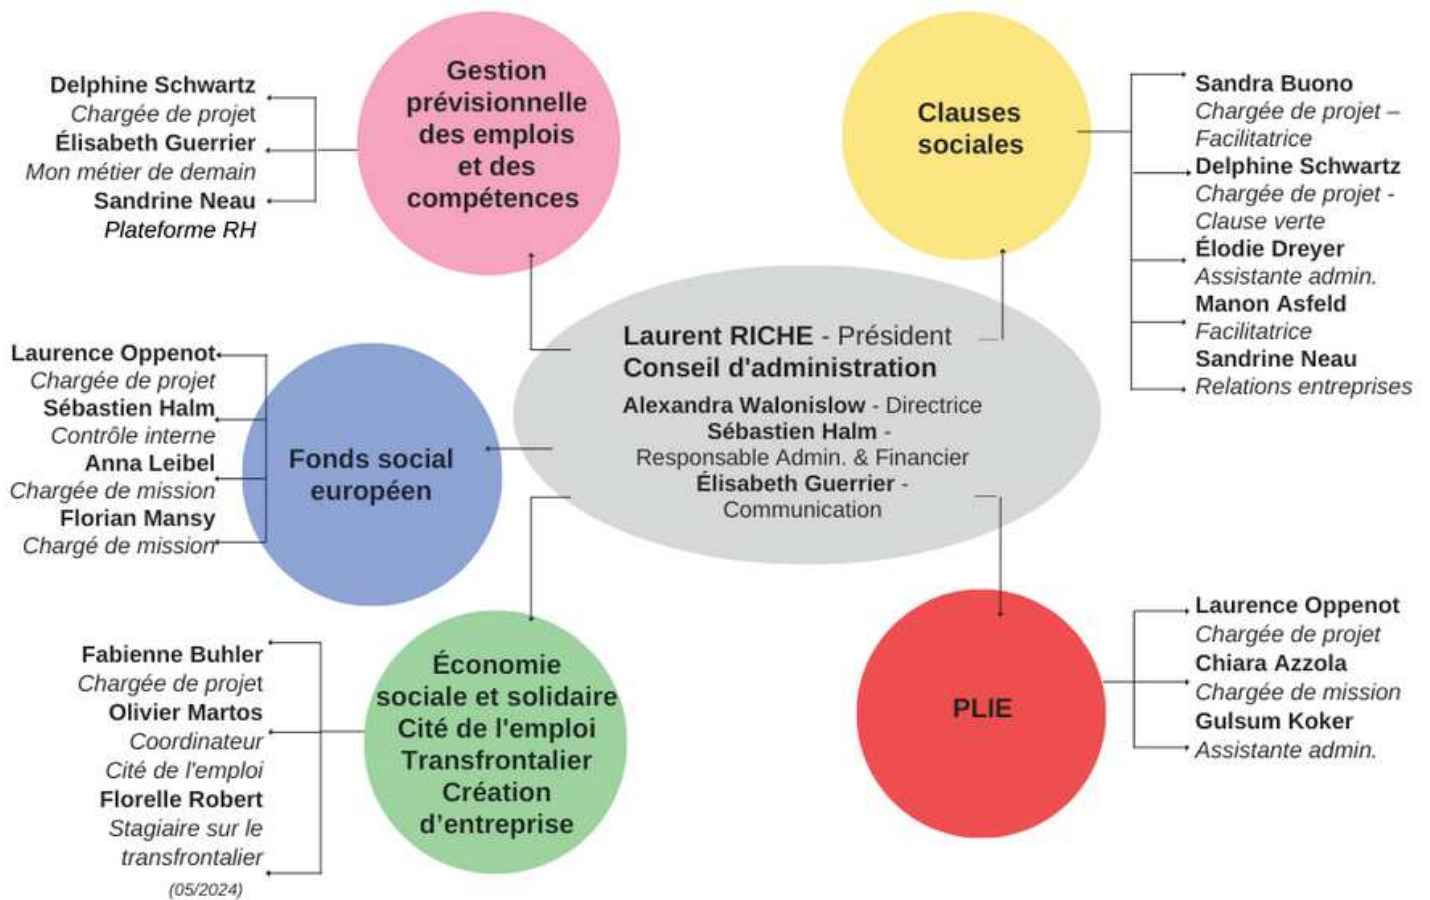 Gestion
prévisionnelle
des emplois
et des
compétences
Delphine Schwartz
Chargée de projet
Élisabeth Guerrier
Mon métier de demain
Sandrine Neau
Plateforme RH
Clauses
sociales
Sandra Buono
Chargée de projet –
Facilitatrice
Delphine Schwartz
Chargée de projet -
Clause verte
Élodie Dreyer
Assistante admin.
Manon Asfeld
Facilitatrice
Sandrine Neau
Relations entreprises
Laurent RICHE - Président
Conseil d'administration
Alexandra Walonislow - Directrice
Sébastien Halm -
Responsable Admin. & Financier
Élisabeth Guerrier -
Communication
Laurence Oppenot
Chargée de projet
Sébastien Halm
Contrôle interne
Anna Leibel
Chargée de mission
Florian Mansy
Chargé de mission
Fonds social
européen
Fabienne Buhler
Chargée de projet
Olivier Martos
Coordinateur
Cité de l'emploi
Florelle Robert
Stagiaire sur le
transfrontalier
(05/2024)
Économie
sociale et solidaire
Cité de l'emploi
Transfrontalier
Création
d’entreprise
PLIE
Laurence Oppenot
Chargée de projet
Chiara Azzola
Chargée de mission
Gulsum Koker
Assistante admin.